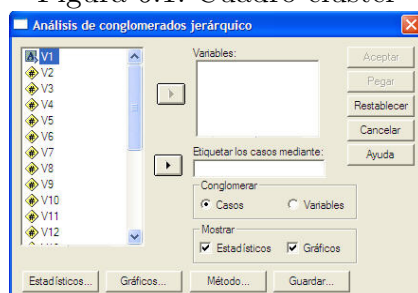 Figura 6.1: Cuadro cluster
Análisis de conglomerados jerárquico
V1
V2
V3
V4
V5
V6
V7
V8
V9
V10
V11
V12
Variables:
Etiquetar los casos mediante:
Conglomerar
Casos
Variables
Mostrar
Estadísticos
Gráficos
Aceptar
Pegar
Restablecer
Cancelar
Ayuda
Estadísticos...
Gráficos...
Método...
Guardar...